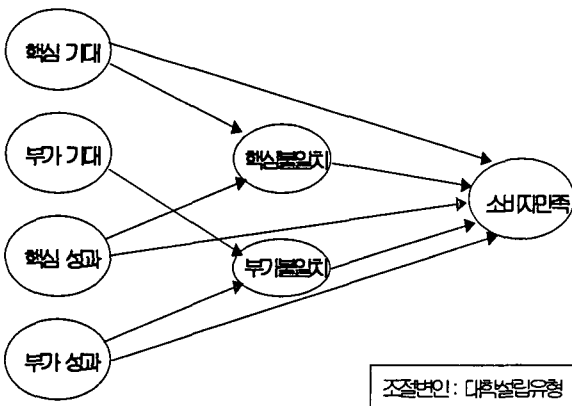 핵심 기대
부가 기대
핵심불일치
소비자만족
핵심 성과
부가불일치
부가 성과
조절변인: 대학설립유형